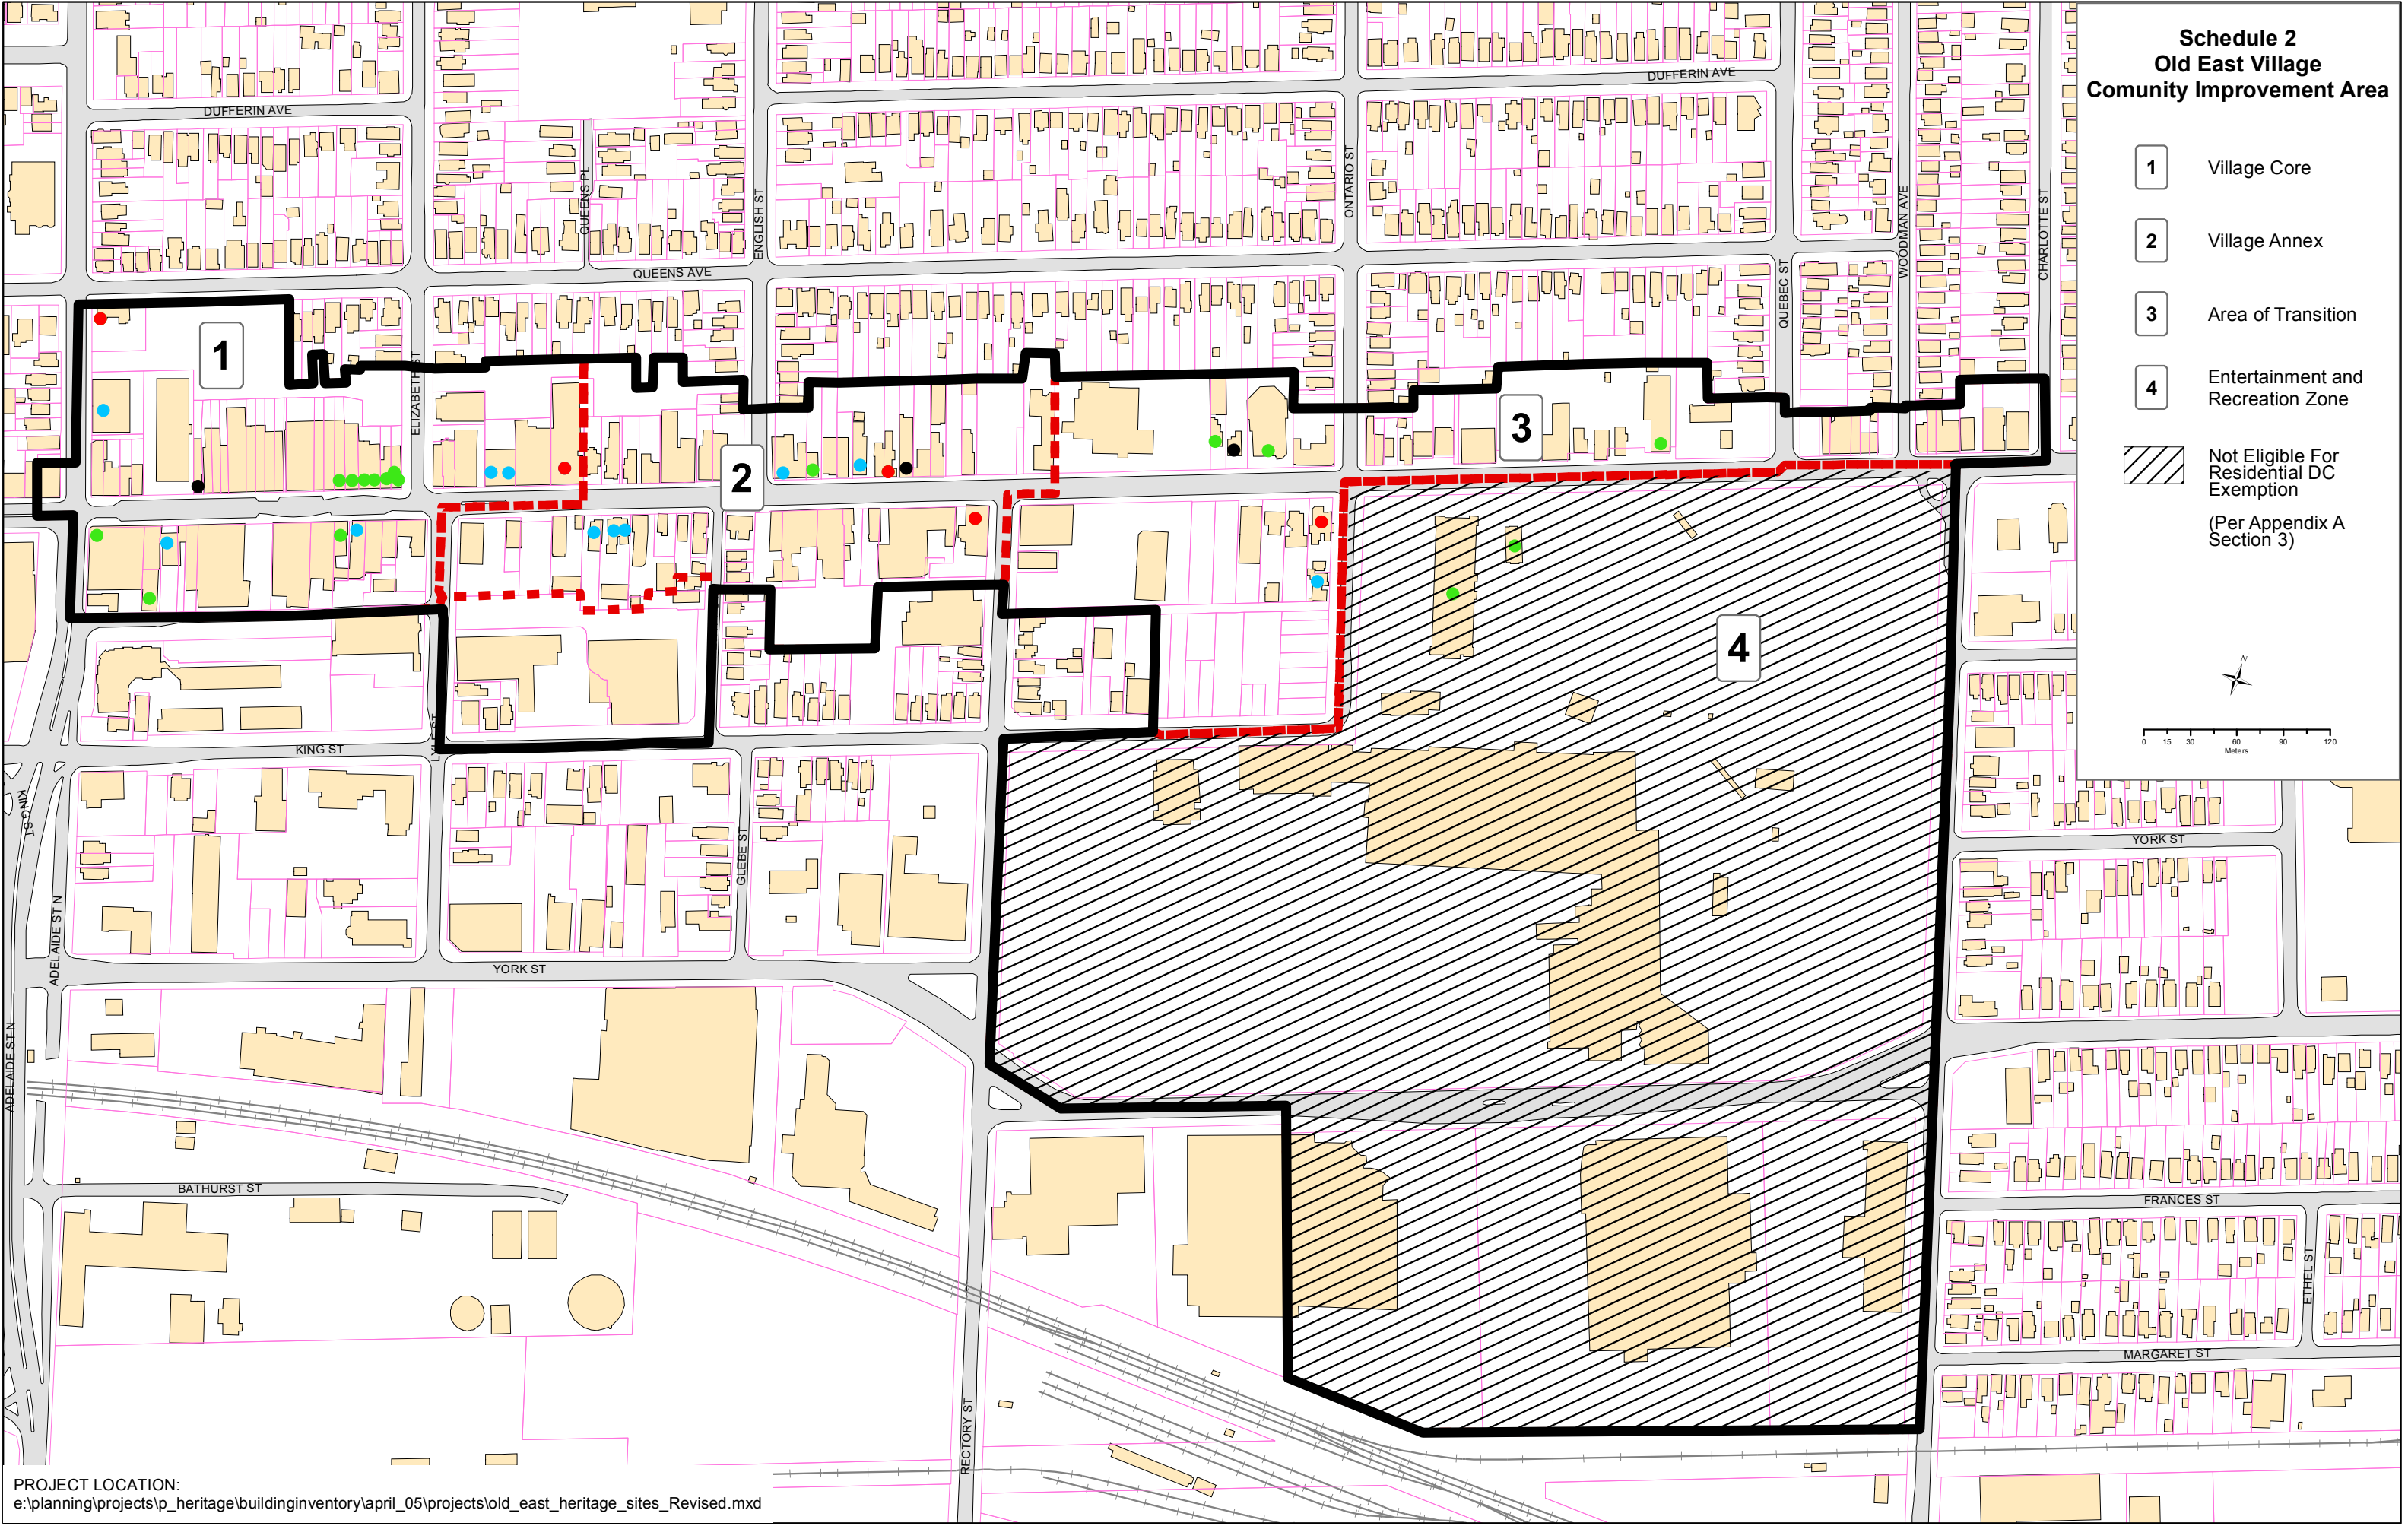 Schedule 2
Old East Village
Comunity Improvement Area
1 Village Core
2 Village Annex
3 Area of Transition
4 Entertainment and
Recreation Zone
Not Eligible For
Residential DC
Exemption
(Per Appendix A
Section 3)
N
0 15 30 60 90 120
Meters
DUFFERIN AVE
DUFFERIN AVE
QUEENS PL
ENGLISH ST
ONTARIO ST
WOODMAN AVE
CHARLOTTE ST
QUEENS AVE
QUEBEC ST
ELIZABETH ST
1
2
3
4
KING ST
KING ST
GLEBE ST
YORK ST
ADELAIDE ST N
YORK ST
ADELAIDE ST N
BATHURST ST
FRANCES ST
ETHEL ST
MARGARET ST
RECTORY ST
PROJECT LOCATION:
e:\planning\projects\p_heritage\buildinginventory\april_05\projects\old_east_heritage_sites_Revised.mxd